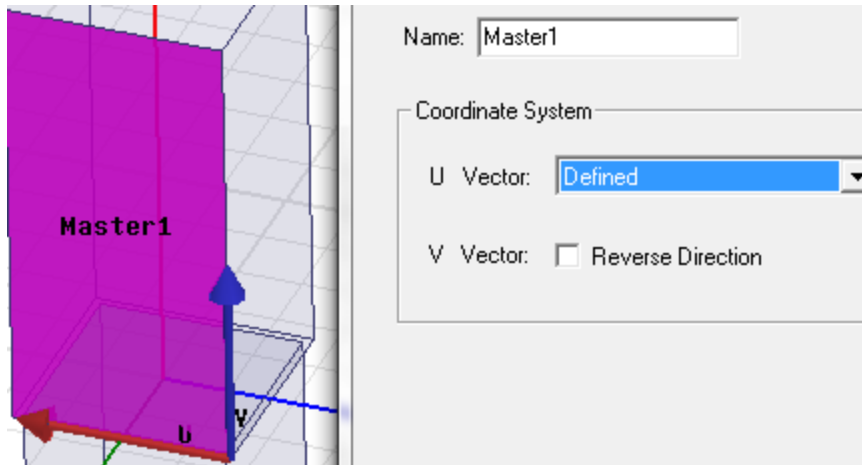 Name: Master1
Coordinate System
U Vector: Defined
V Vector: Reverse Direction
Master1
U
V